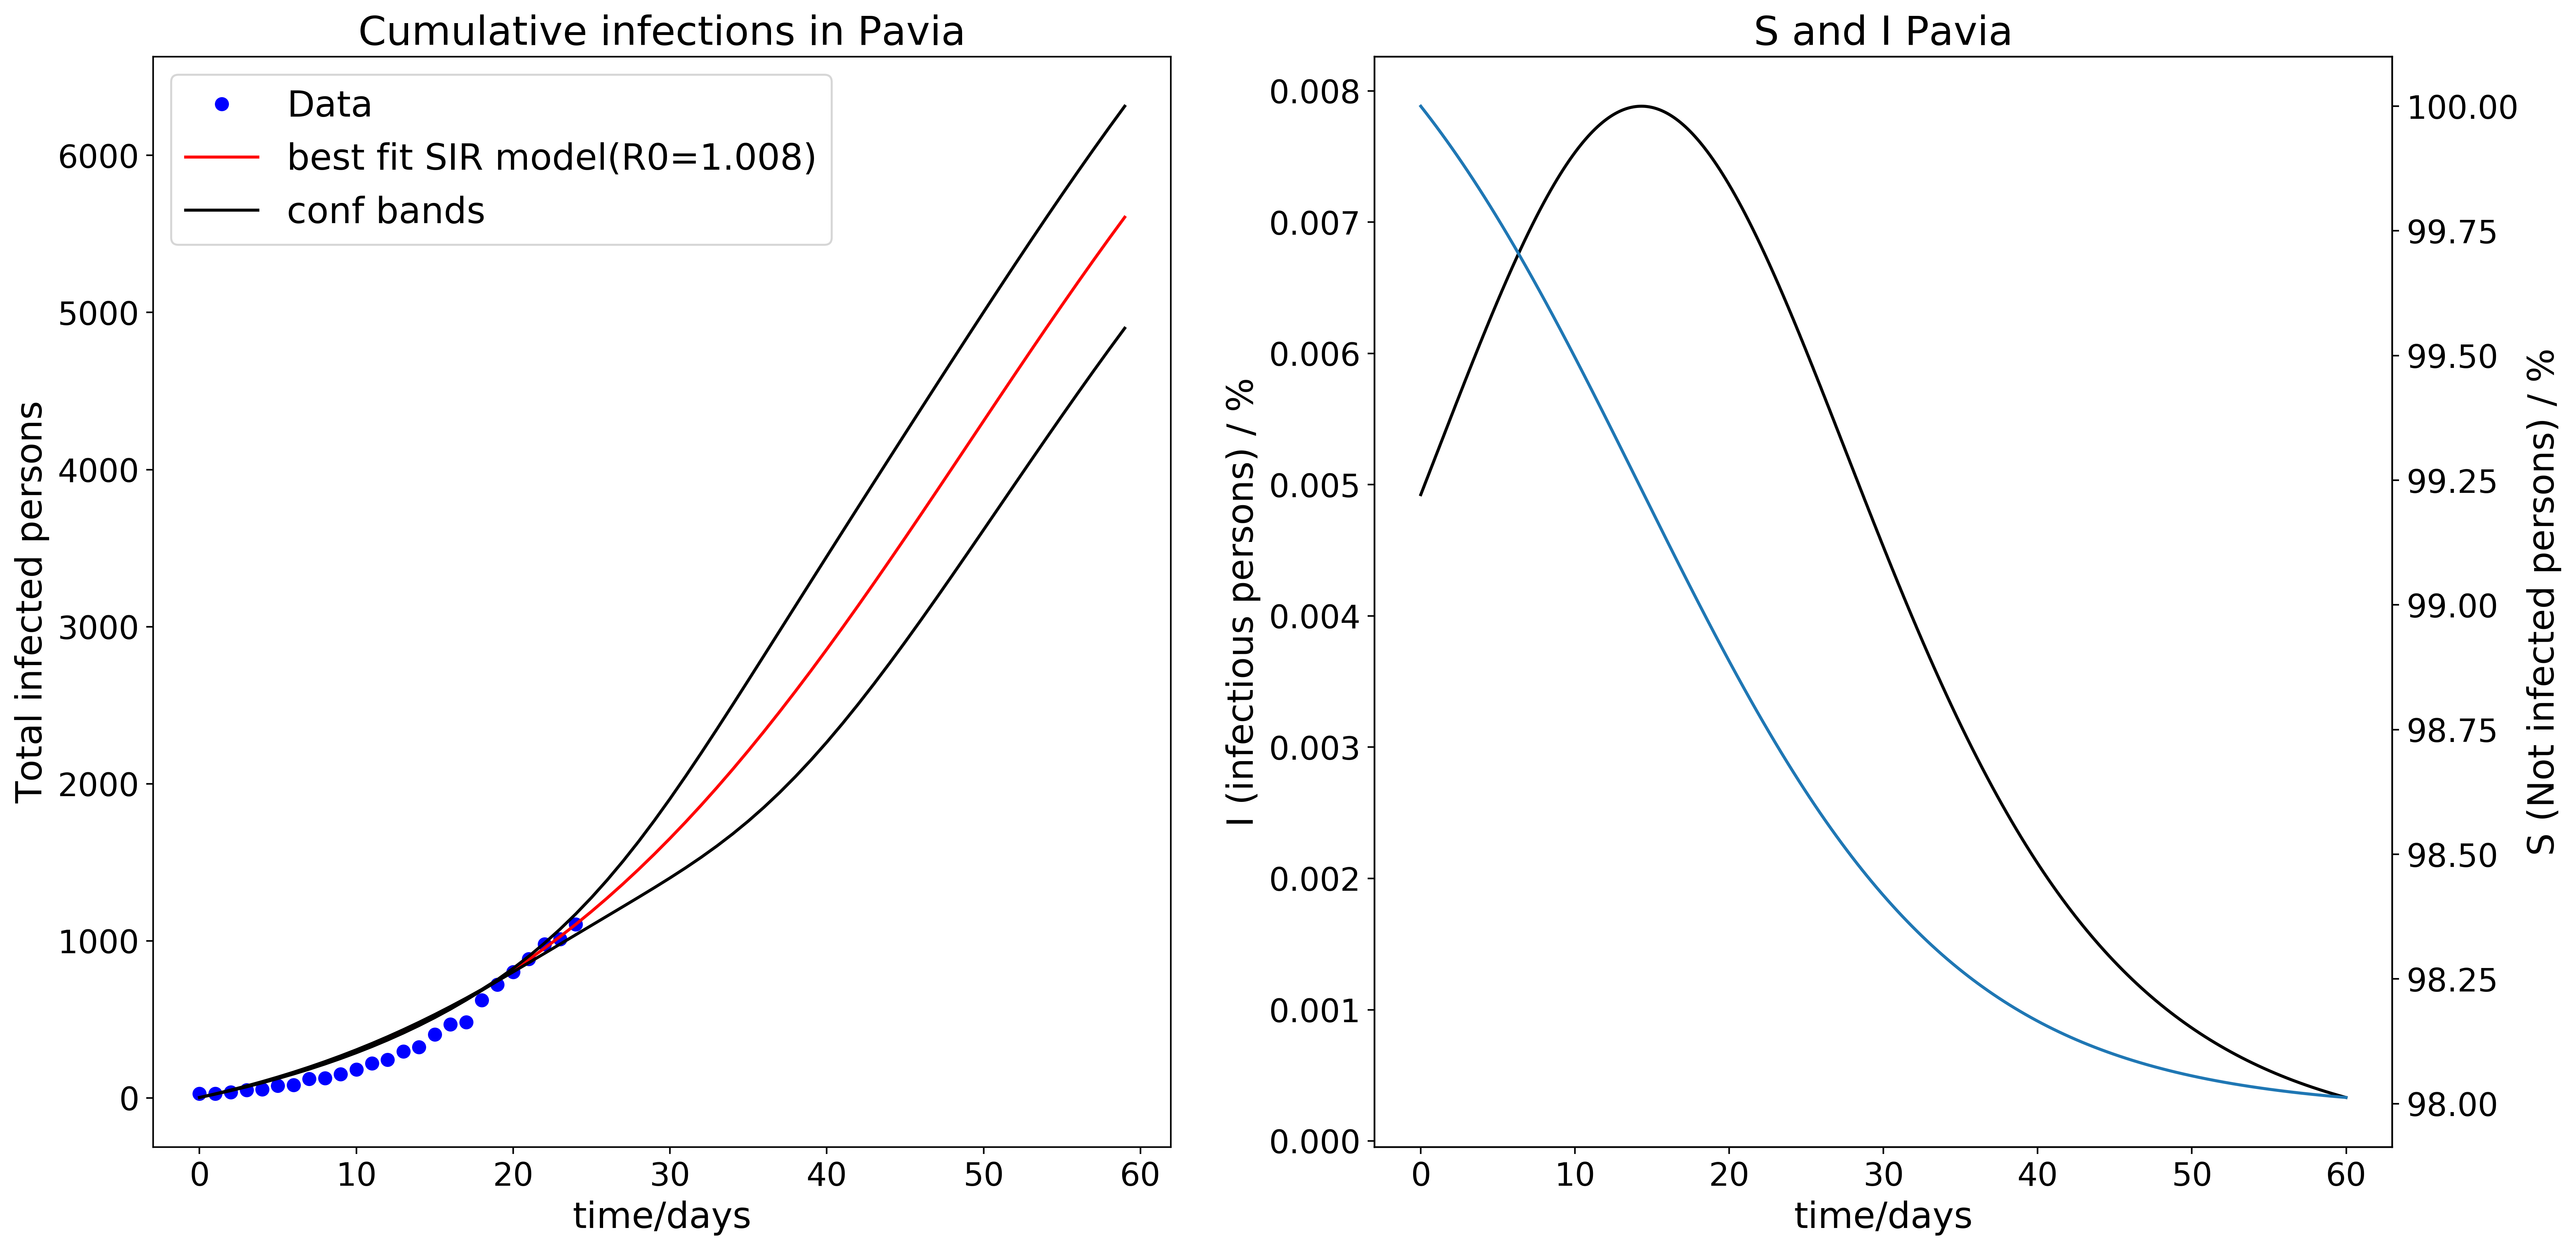 Cumulative infections in Pavia
Data
best fit SIR model(R0=1.008)
conf bands
Total infected persons
6000
5000
4000
3000
2000
1000
0
0 10 20 30 40 50 60
time/days
S and I Pavia
I (infectious persons) / %
0.008
0.007
0.006
0.005
0.004
0.003
0.002
0.001
0.000
100.00
99.75
99.50
99.25
99.00
98.75
98.50
98.25
98.00
S (Not infected persons) / %
0 10 20 30 40 50 60
time/days